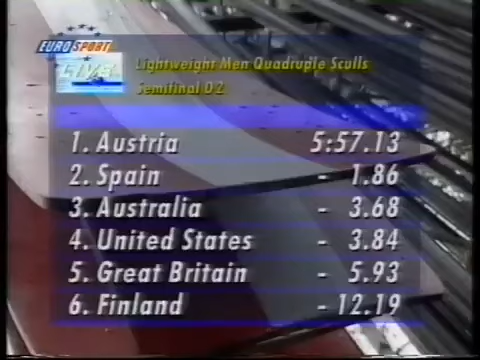 EUROSPORT
LIVE
Lightweight Men Quadruple Sculls
Semifinal 02
1. Austria 5:57.13
2. Spain - 1.86
3. Australia - 3.68
4. United States - 3.84
5. Great Britain - 5.93
6. Finland - 12.19